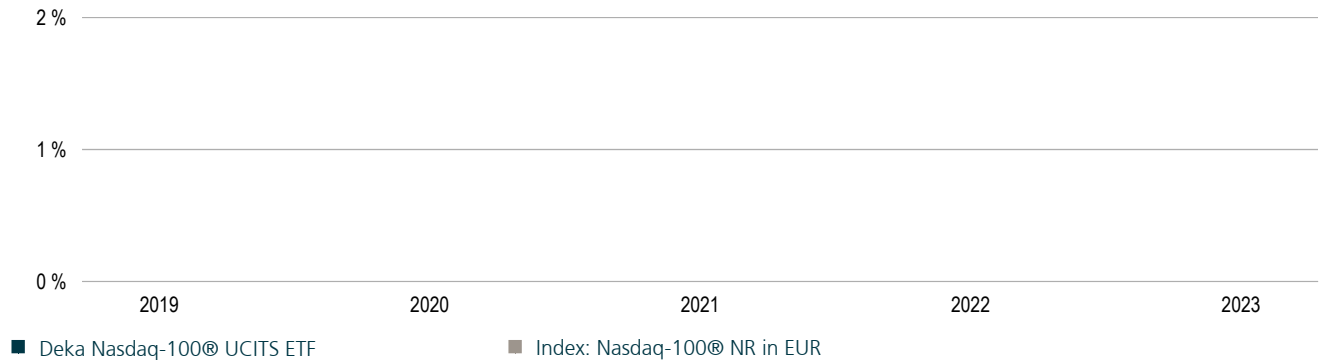 2 %
1 %
0 %
2019 2020 2021 2022 2023
Deka Nasdaq-100® UCITS ETF Index: Nasdaq-100® NR in EUR